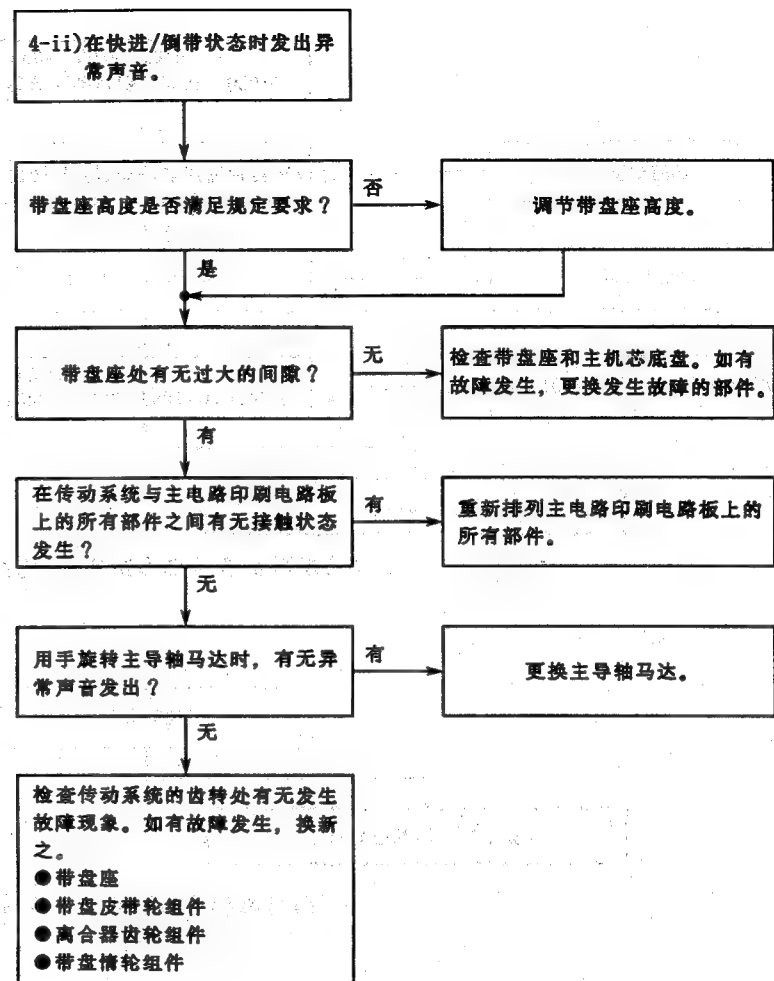 4-ii)在快进/倒带状态时发出异
常声音。
带盘座高度是否满足规定要求？
否
调节带盘座高度。
是
带盘座处有无过大的间隙？
无
检查带盘座和主机芯底盘。如有
故障发生，更换发生故障的部件。
有
在传动系统与主电路印刷电路板
上的所有部件之间有无接触状态
发生？
有
重新排列主电路印刷电路板上的
所有部件。
无
用手旋转主导轴马达时，有无异
常声音发出？
有
更换主导轴马达。
无
检查传动系统的齿转处有无发生
故障现象。如有故障发生，换新
之。
●带盘座
●带盘皮带轮组件
●离合器齿轮组件
●带盘惰轮组件